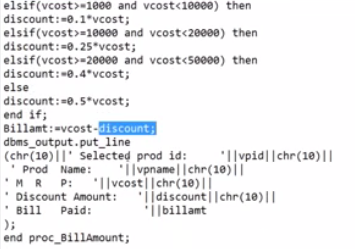 elsif(vcost>=1000 and vcost<10000) then
discount:=0.1*vcost;
elsif(vcost>=10000 and vcost<20000) then
discount:=0.25*vcost;
elsif(vcost>=20000 and vcost<50000) then
discount:=0.4*vcost;
else
discount:=0.5*vcost;
end if;
Billamt:=vcost-discount;
dbms_output.put_line
(chr(10)||' Selected prod id:     '||vpid||chr(10)||
' Prod  Name:     '||vpname||chr(10)||
' M   R   P:   '||vcost||chr(10)||
' Discount Amount:   '||discount||chr(10)||
' Bill   Paid:         '||billamt
);
end proc_BillAmount;